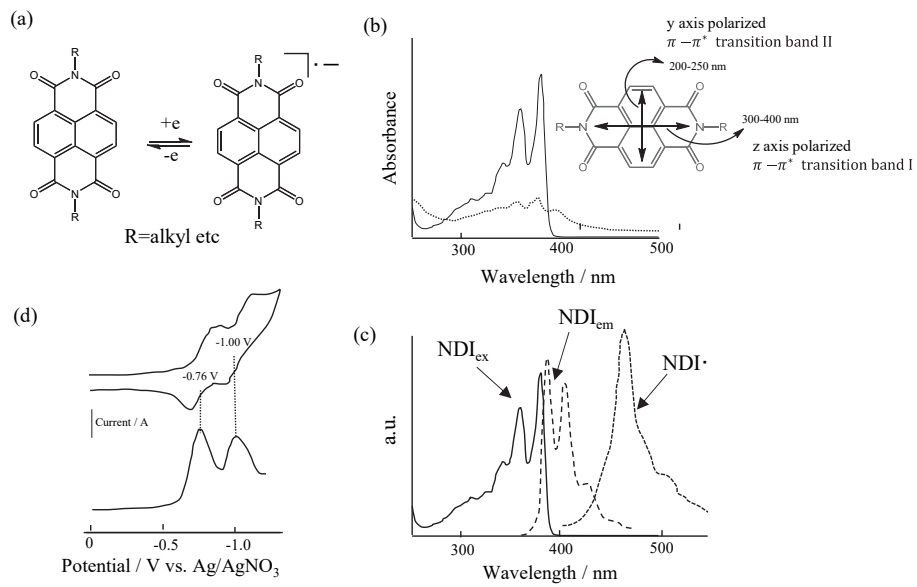 (a)
R
O
N
O
O
N
O
R
+e
-e
R
O
N
O
O
N
O
R
· –
R=alkyl etc
(b)
Absorbance
300
400
500
Wavelength / nm
y axis polarized
π –π* transition band II
200-250 nm
O
O
R
N
N
R
O
O
300-400 nm
z axis polarized
π –π* transition band I
(d)
-1.00 V
-0.76 V
Current / A
0
-0.5
-1.0
Potential / V vs. Ag/AgNO3
(c)
NDIex
NDIem
NDI·
a.u.
300
400
500
Wavelength / nm